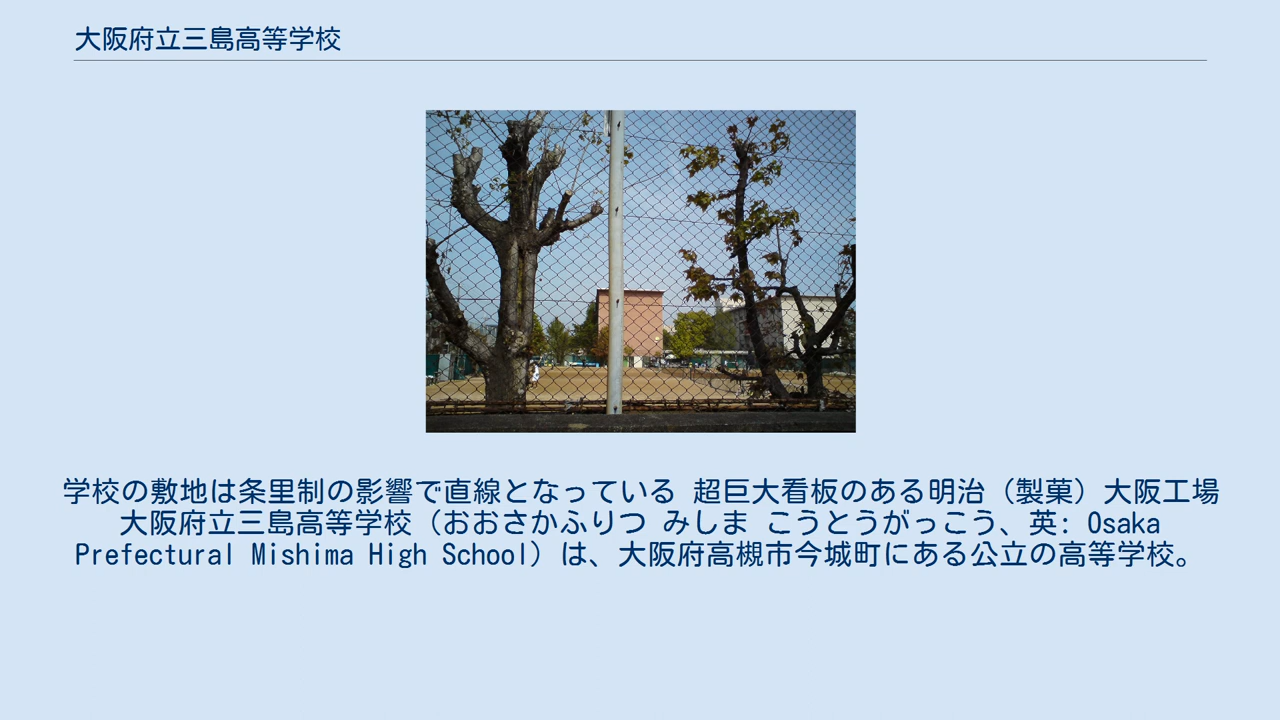 大阪府立三島高等学校
学校の敷地は条里制の影響で直線となっている 超巨大看板のある明治（製菓）大阪工場
大阪府立三島高等学校（おおさかふりつ みしま こうとうがっこう、英: Osaka
Prefectural Mishima High School）は、大阪府高槻市今城町にある公立の高等学校。